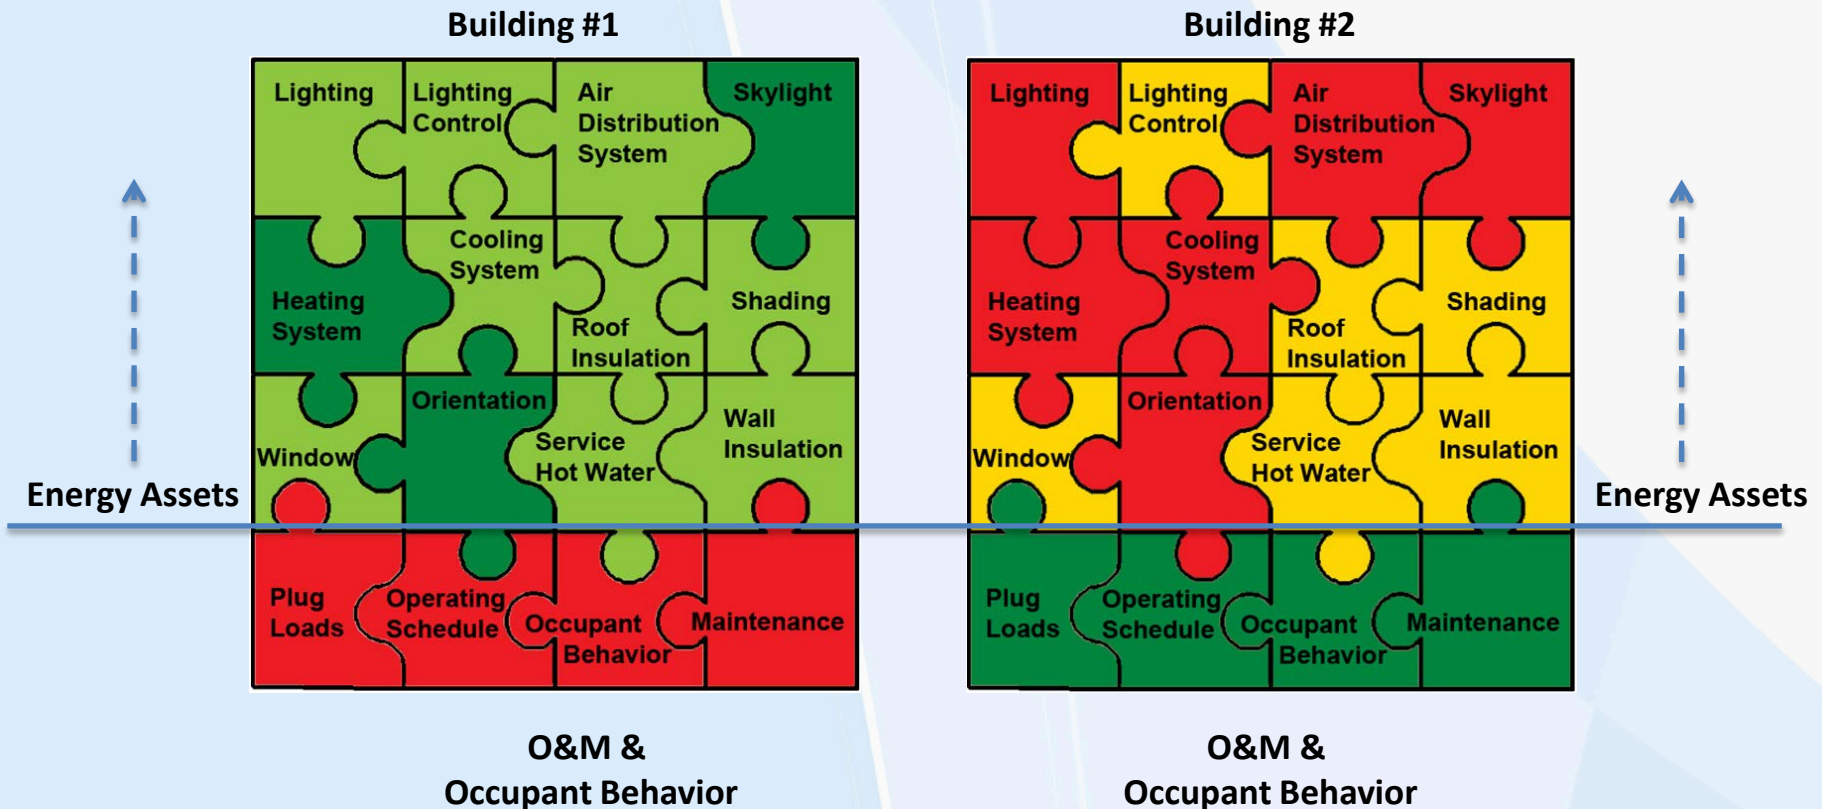 Building #1
Lighting
Lighting
Control
Air
Distribution
System
Skylight
Heating
System
Cooling
System
Roof
Insulation
Shading
Window
Orientation
Service
Hot Water
Wall
Insulation
Plug
Loads
Operating
Schedule
Occupant
Behavior
Maintenance
Energy Assets
O&M &
Occupant Behavior
Building #2
Lighting
Lighting
Control
Air
Distribution
System
Skylight
Heating
System
Cooling
System
Roof
Insulation
Shading
Window
Orientation
Service
Hot Water
Wall
Insulation
Plug
Loads
Operating
Schedule
Occupant
Behavior
Maintenance
Energy Assets
O&M &
Occupant Behavior